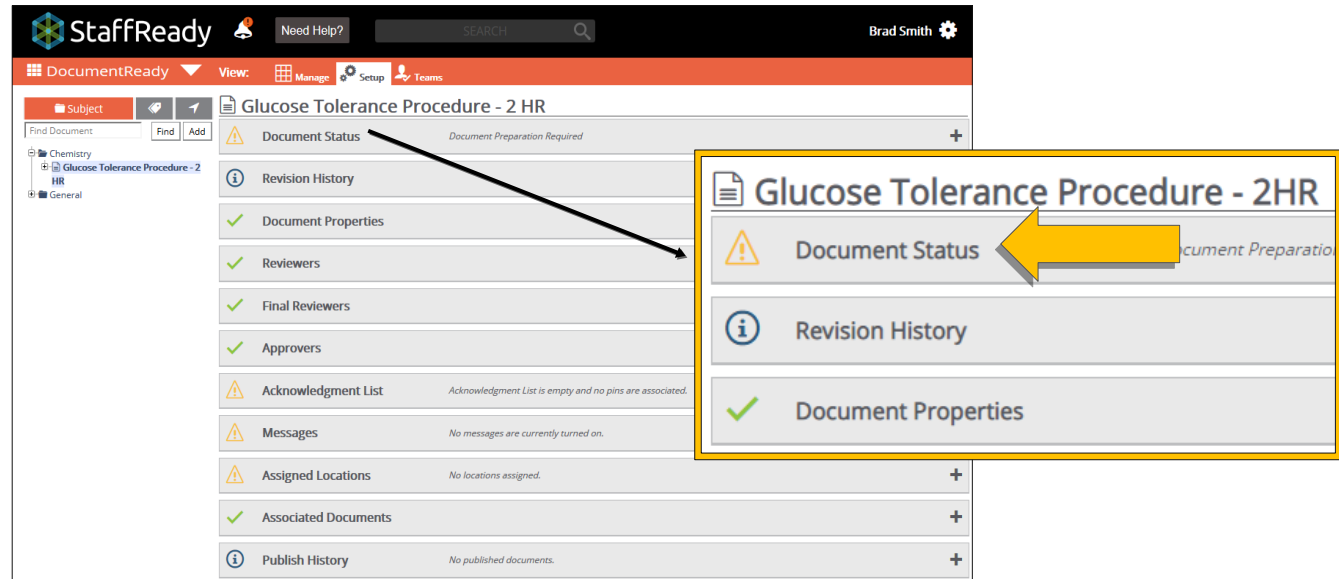 StaffReady
!
Need Help?
SEARCH
Brad Smith
DocumentReady
View:
Manage
Setup
Teams
Subject
Find Document
Find
Add
Chemistry
Glucose Tolerance Procedure - 2
HR
General
Glucose Tolerance Procedure - 2 HR
Document Status
Document Preparation Required
Revision History
Document Properties
Reviewers
Final Reviewers
Approvers
Acknowledgment List
Acknowledgment List is empty and no pins are associated.
Messages
No messages are currently turned on.
Assigned Locations
No locations assigned.
Associated Documents
Publish History
No published documents.
Glucose Tolerance Procedure - 2HR
Document Status
Revision History
Document Properties